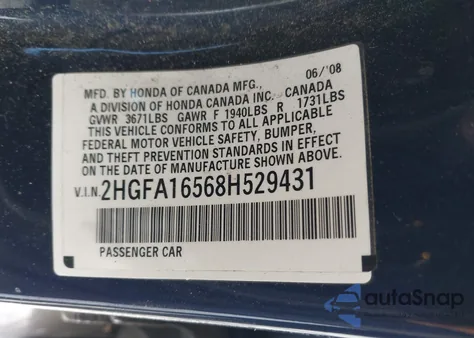 MFD. BY HONDA OF CANADA MFG., 06/'08
A DIVISION OF HONDA CANADA INC. CANADA
GVWR 3671LBS GAWR F 1940LBS R 1731LBS
THIS VEHICLE CONFORMS TO ALL APPLICABLE
FEDERAL MOTOR VEHICLE SAFETY, BUMPER,
AND THEFT PREVENTION STANDARDS IN EFFECT
ON THE DATE OF MANUFACTURE SHOWN ABOVE.
V.I.N. 2HGFA16568H529431
PASSENGER CAR
autoSnap